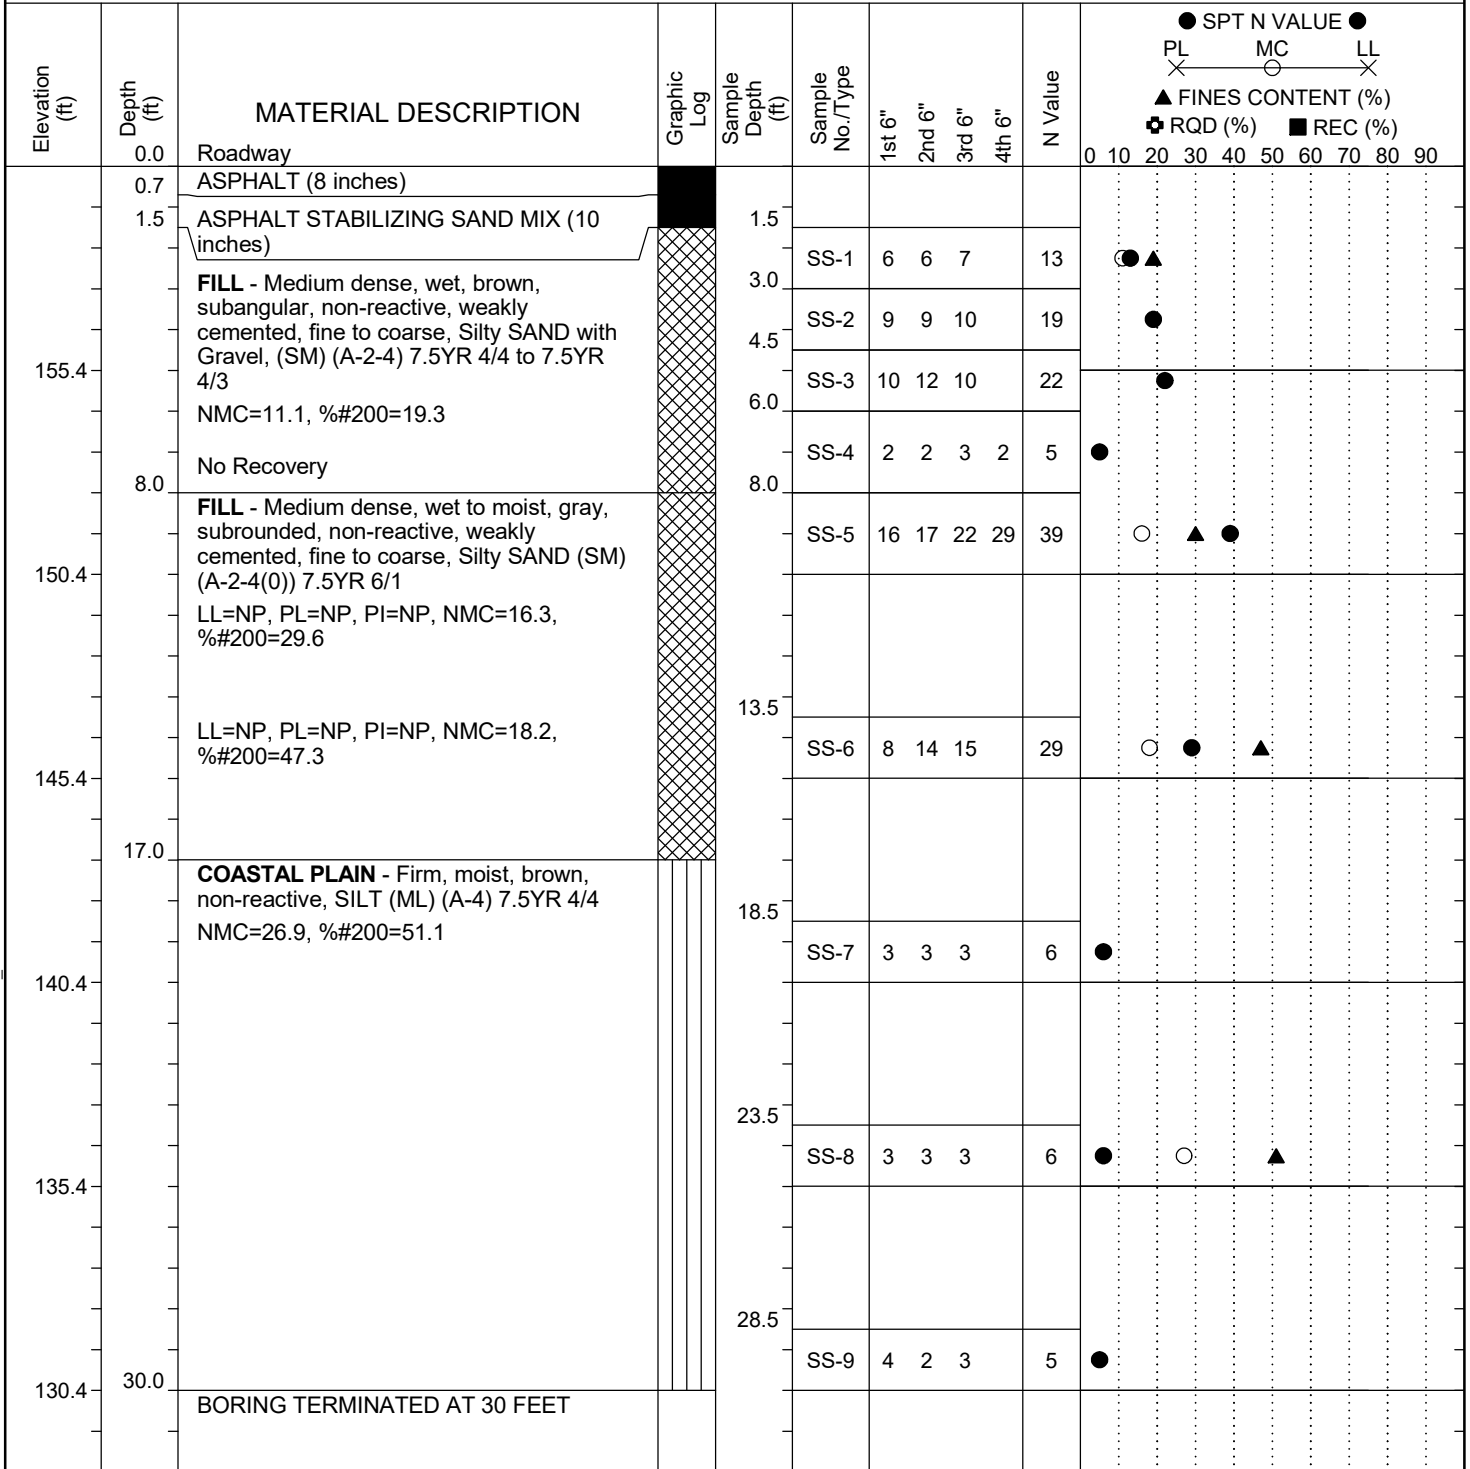 ● SPT N VALUE ●
PL MC LL
▲ FINES CONTENT (%)
RQD (%) ■ REC (%)
Elevation (ft)
Depth (ft)
MATERIAL DESCRIPTION
Graphic Log
Sample Depth (ft)
Sample No./Type
1st 6"
2nd 6"
3rd 6"
4th 6"
N Value
0 10 20 30 40 50 60 70 80 90
0.0 Roadway
0.7 ASPHALT (8 inches)
1.5 ASPHALT STABILIZING SAND MIX (10 1.5
inches)
SS-1 6 6 7 13
FILL - Medium dense, wet, brown, 3.0
subangular, non-reactive, weakly
SS-2 9 9 10 19
cemented, fine to coarse, Silty SAND with 4.5
Gravel, (SM) (A-2-4) 7.5YR 4/4 to 7.5YR
155.4
4/3 SS-3 10 12 10 22
6.0
NMC=11.1, %#200=19.3
SS-4 2 2 3 2 5
No Recovery
8.0 8.0
FILL - Medium dense, wet to moist, gray,
subrounded, non-reactive, weakly SS-5 16 17 22 29 39
cemented, fine to coarse, Silty SAND (SM)
150.4 (A-2-4(0)) 7.5YR 6/1
LL=NP, PL=NP, PI=NP, NMC=16.3,
%#200=29.6
13.5
LL=NP, PL=NP, PI=NP, NMC=18.2,
%#200=47.3 SS-6 8 14 15 29
145.4
17.0
COASTAL PLAIN - Firm, moist, brown,
non-reactive, SILT (ML) (A-4) 7.5YR 4/4
18.5
NMC=26.9, %#200=51.1
SS-7 3 3 3 6
140.4
23.5
SS-8 3 3 3 6
135.4
28.5
SS-9 4 2 3 5
130.4 30.0
BORING TERMINATED AT 30 FEET